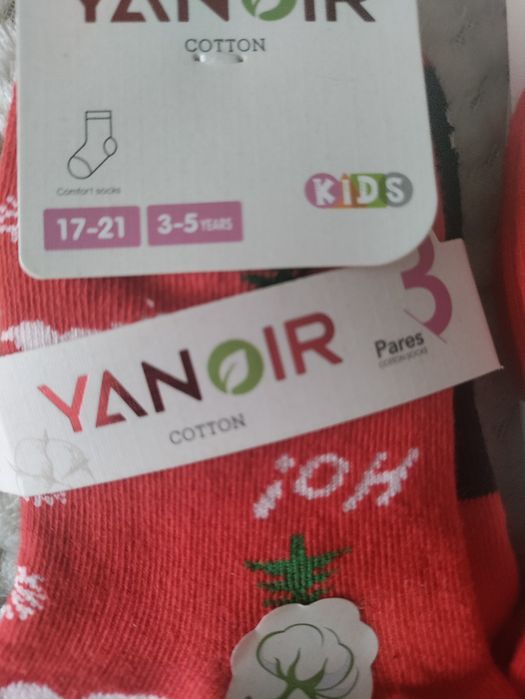 YANOIR
COTTON
Comfort socks
KIDS
17-21
3-5 YEARS
3
Pares
COTTON SOCKS
YANOIR
COTTON
¡OH